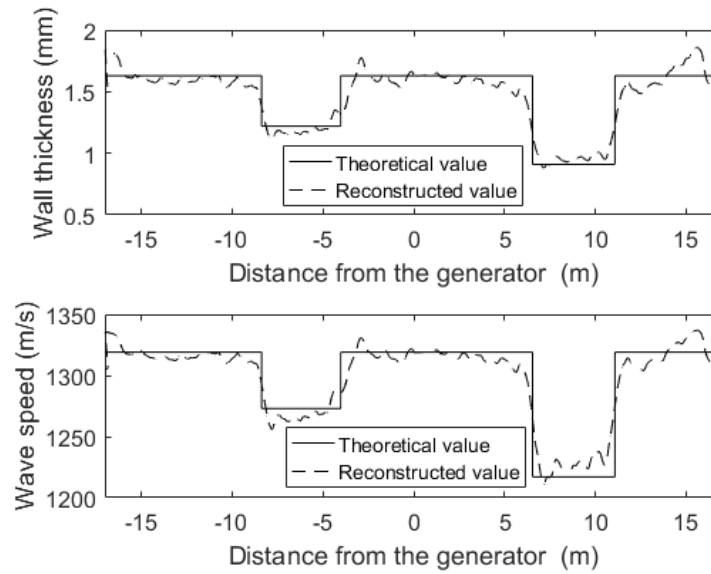 Wall thickness (mm)
2
1.5
1
0.5
Theoretical value
Reconstructed value
-15 -10 -5 0 5 10 15
Distance from the generator (m)
Wave speed (m/s)
1350
1300
1250
1200
Theoretical value
Reconstructed value
-15 -10 -5 0 5 10 15
Distance from the generator (m)